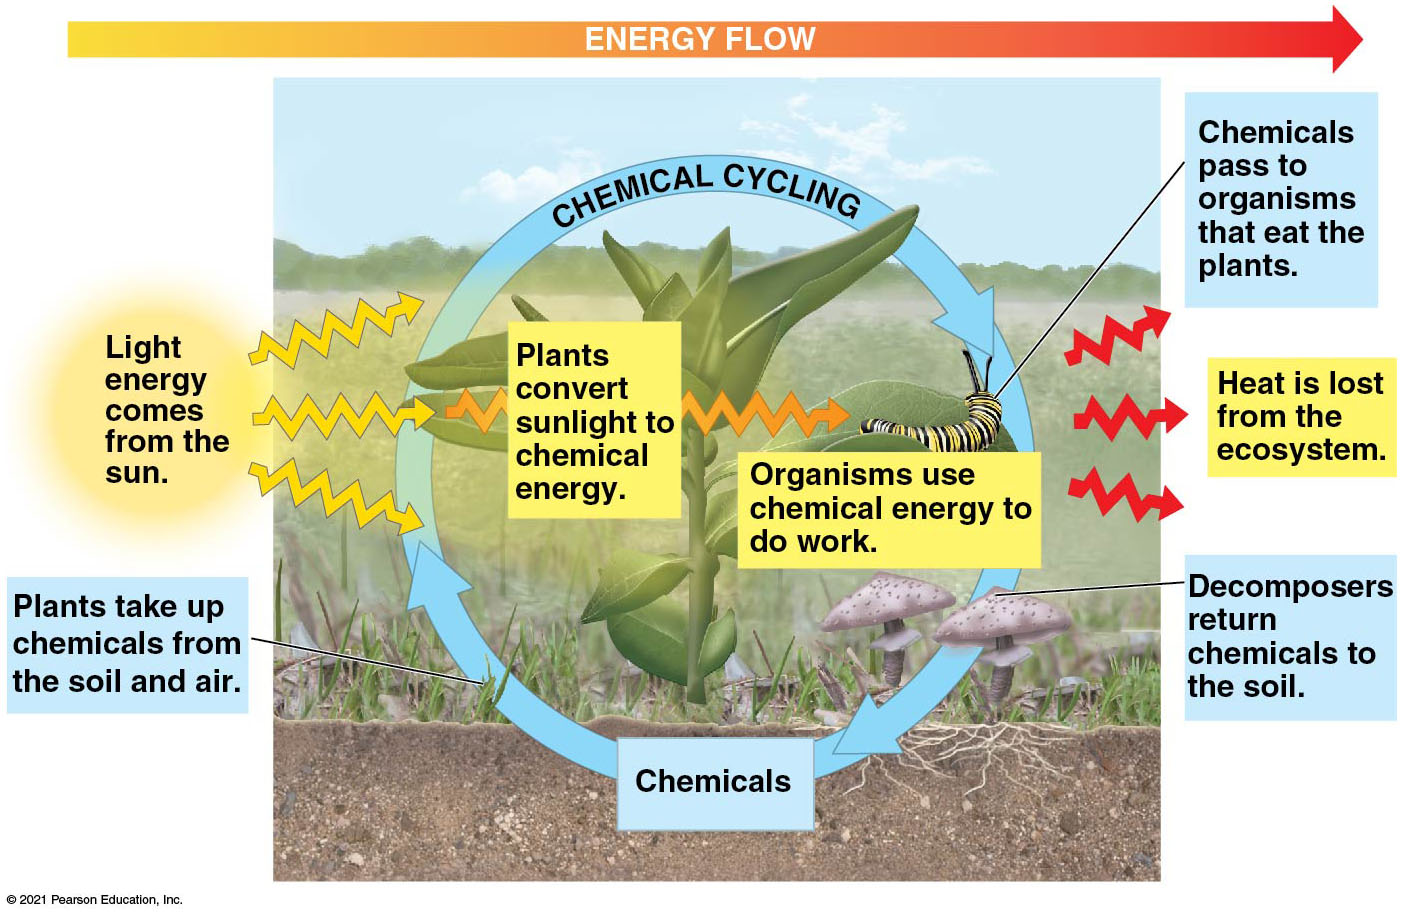 ENERGY FLOW
CHEMICAL CYCLING
Chemicals
pass to
organisms
that eat the
plants.
Light
energy
comes
from the
sun.
Plants
convert
sunlight to
chemical
energy.
Heat is lost
from the
ecosystem.
Organisms use
chemical energy to
do work.
Plants take up
chemicals from
the soil and air.
Decomposers
return
chemicals to
the soil.
Chemicals
© 2021 Pearson Education, Inc.